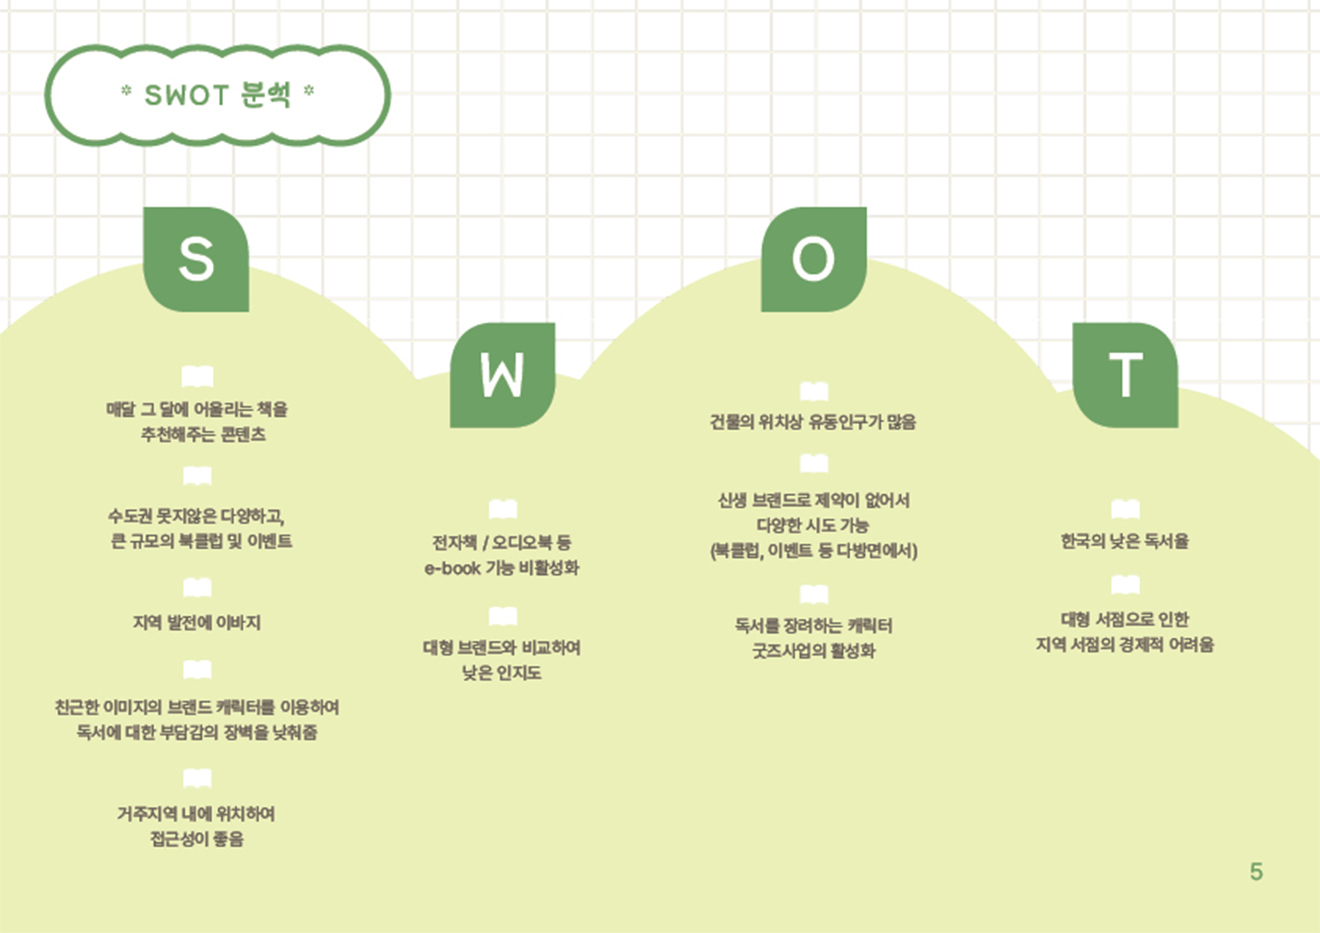 * SWOT 분석 *
S
매달 그 달에 어울리는 책을
추천해주는 콘텐츠
수도권 못지않은 다양하고,
큰 규모의 북클럽 및 이벤트
지역 발전에 이바지
친근한 이미지의 브랜드 캐릭터를 이용하여
독서에 대한 부담감의 장벽을 낮춰줌
거주지역 내에 위치하여
접근성이 좋음
W
전자책 / 오디오북 등
e-book 기능 비활성화
대형 브랜드와 비교하여
낮은 인지도
O
건물의 위치상 유동인구가 많음
신생 브랜드로 제약이 없어서
다양한 시도 가능
(북클럽, 이벤트 등 다방면에서)
독서를 장려하는 캐릭터
굿즈사업의 활성화
T
한국의 낮은 독서율
대형 서점으로 인한
지역 서점의 경제적 어려움
5